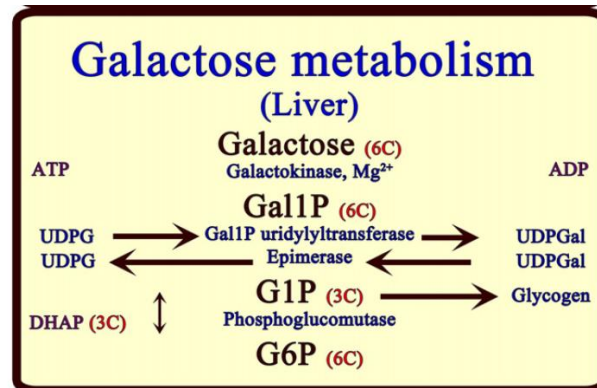 Galactose metabolism
(Liver)
Galactose (6C)
ATP Galactokinase, Mg²⁺ ADP
Gal1P (6C)
UDPG Gal1P uridylyltransferase UDPGal
UDPG Epimerase UDPGal
G1P (3C) Glycogen
DHAP (3C) Phosphoglucomutase
G6P (6C)